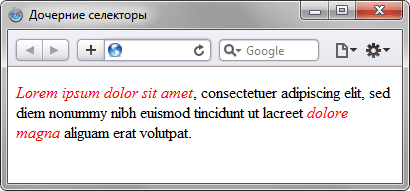 Дочерние селекторы
Google
Lorem ipsum dolor sit amet, consectetuer adipiscing elit, sed
diem nonummy nibh euismod tincidunt ut lacreet dolore
magna aliguam erat volutpat.